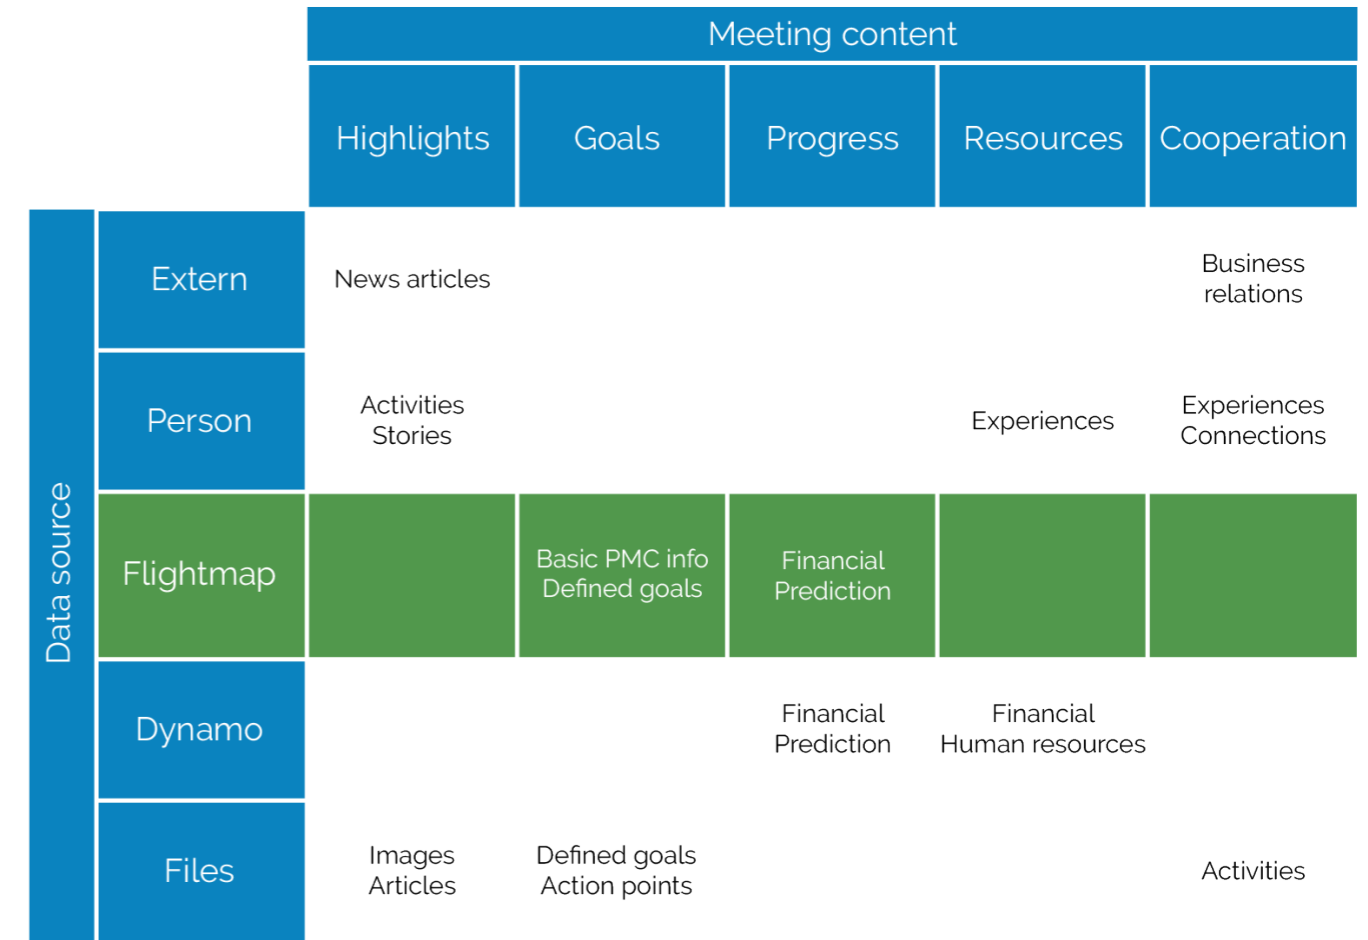 Meeting content
Highlights
Goals
Progress
Resources
Cooperation
Data source
Extern
News articles
Business
relations
Person
Activities
Stories
Experiences
Experiences
Connections
Flightmap
Basic PMC info
Defined goals
Financial
Prediction
Dynamo
Financial
Prediction
Financial
Human resources
Files
Images
Articles
Defined goals
Action points
Activities